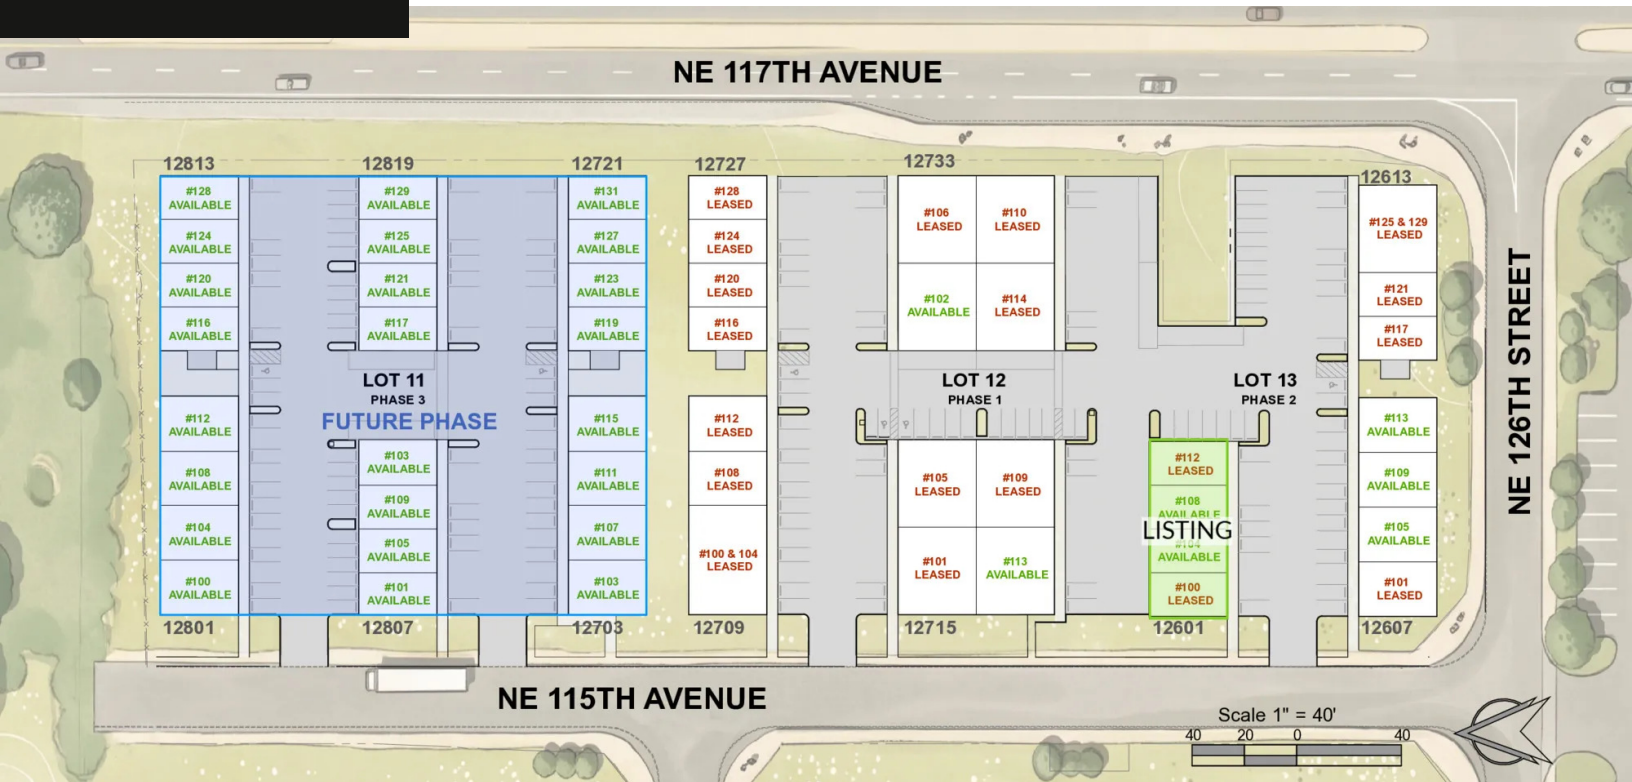 NE 117TH AVENUE
12813
12819
12721
12727
12733
12613
#128
AVAILABLE
#124
AVAILABLE
#120
AVAILABLE
#116
AVAILABLE
#112
AVAILABLE
#108
AVAILABLE
#104
AVAILABLE
#100
AVAILABLE
12801
#129
AVAILABLE
#125
AVAILABLE
#121
AVAILABLE
#117
AVAILABLE
LOT 11
PHASE 3
FUTURE PHASE
#103
AVAILABLE
#109
AVAILABLE
#105
AVAILABLE
#101
AVAILABLE
12807
#131
AVAILABLE
#127
AVAILABLE
#123
AVAILABLE
#119
AVAILABLE
#115
AVAILABLE
#111
AVAILABLE
#107
AVAILABLE
#103
AVAILABLE
12703
#128
LEASED
#124
LEASED
#120
LEASED
#116
LEASED
#112
LEASED
#108
LEASED
#100 & 104
LEASED
12709
#106
LEASED
#110
LEASED
#102
AVAILABLE
#114
LEASED
LOT 12
PHASE 1
#105
LEASED
#109
LEASED
#101
LEASED
#113
AVAILABLE
12715
LOT 13
PHASE 2
#112
LEASED
#108
AVAILABLE
LISTING
#104
AVAILABLE
#100
LEASED
12601
#125 & 129
LEASED
#121
LEASED
#117
LEASED
#113
AVAILABLE
#109
AVAILABLE
#105
AVAILABLE
#101
LEASED
12607
NE 126TH STREET
NE 115TH AVENUE
Scale 1" = 40'
40 20 0 40